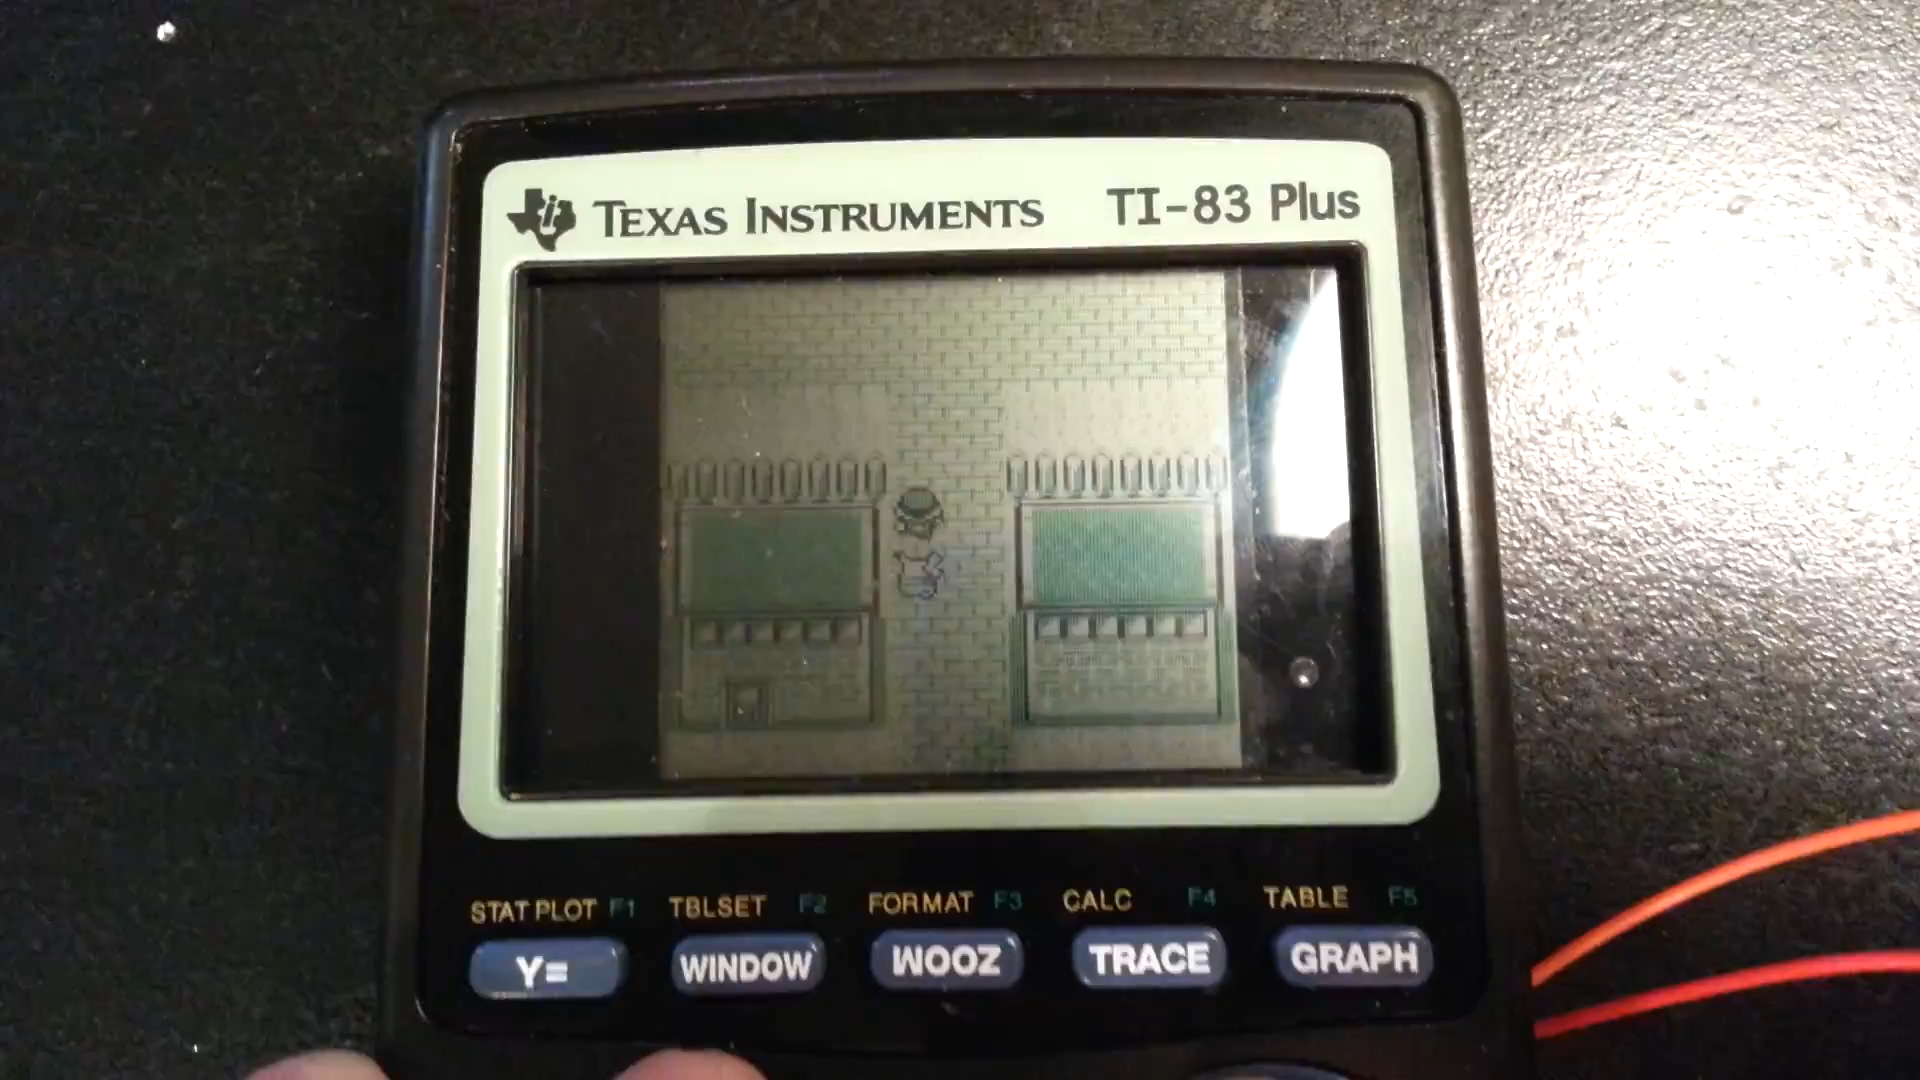 TEXAS INSTRUMENTS TI-83 Plus
STAT PLOT F1 TBLSET F2 FORMAT F3 CALC F4 TABLE F5
Y= WINDOW WOOZ TRACE GRAPH